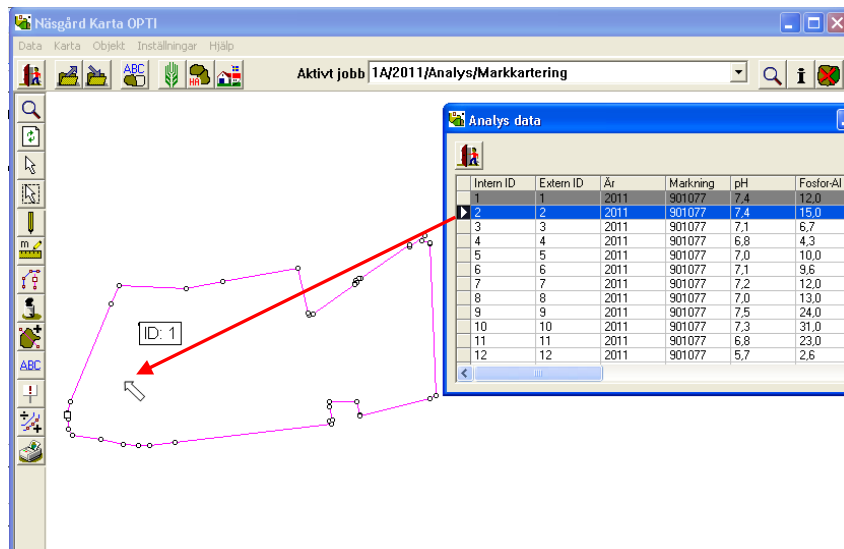 Näsgård Karta OPTI
Data Karta Objekt Inställningar Hjälp
ABC HA Aktivt jobb 1A/2011/Analys/Markkartering i
Analys data
Intern ID Extern ID År Markning pH Fosfor-Al
1 1 2011 901077 7,4 12,0
2 2 2011 901077 7,4 15,0
3 3 2011 901077 7,1 6,7
4 4 2011 901077 6,8 4,3
5 5 2011 901077 7,0 10,0
6 6 2011 901077 7,1 9,6
7 7 2011 901077 7,2 12,0
8 8 2011 901077 7,0 13,0
9 9 2011 901077 7,5 24,0
10 10 2011 901077 7,3 31,0
11 11 2011 901077 6,8 23,0
12 12 2011 901077 5,7 2,6
m
ID: 1
ABC